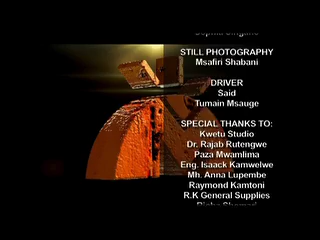 STILL PHOTOGRAPHY
Msafiri Shabani
DRIVER
Said
Tumain Msauge
SPECIAL THANKS TO:
Kwetu Studio
Dr. Rajab Rutengwe
Paza Mwamlima
Eng. Isaack Kamwelwe
Mh. Anna Lupembe
Raymond Kamtoni
R.K General Supplies